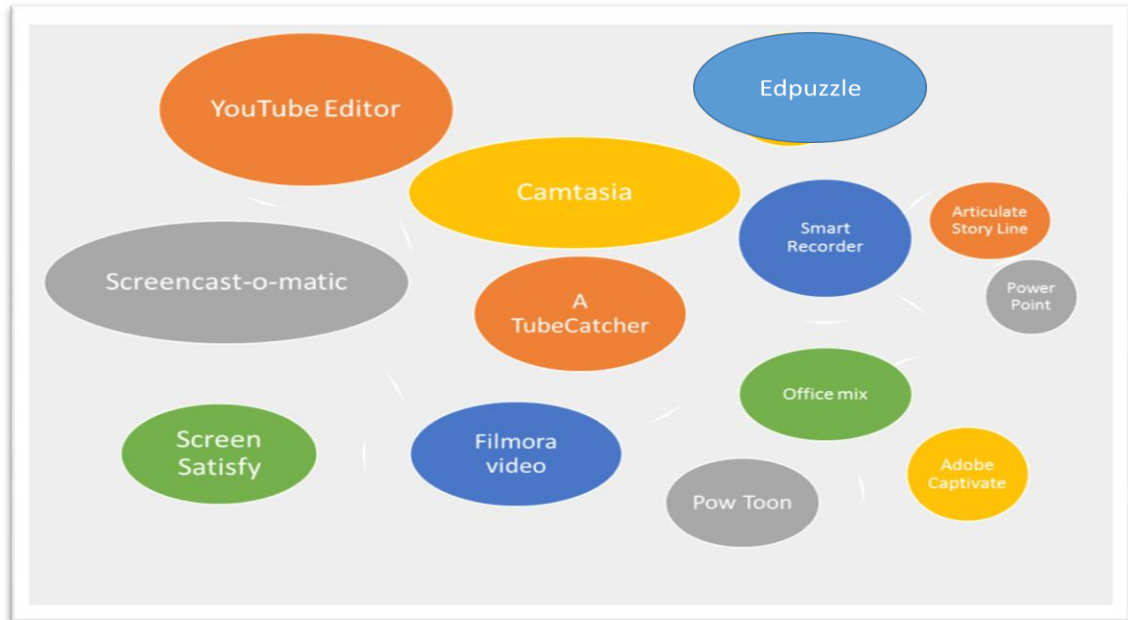 YouTube Editor
Edpuzzle
Camtasia
Smart
Recorder
Articulate
Story Line
Screencast-o-matic
A
TubeCatcher
Power
Point
Office mix
Screen
Satisfy
Filmora
video
Pow Toon
Adobe
Captivate